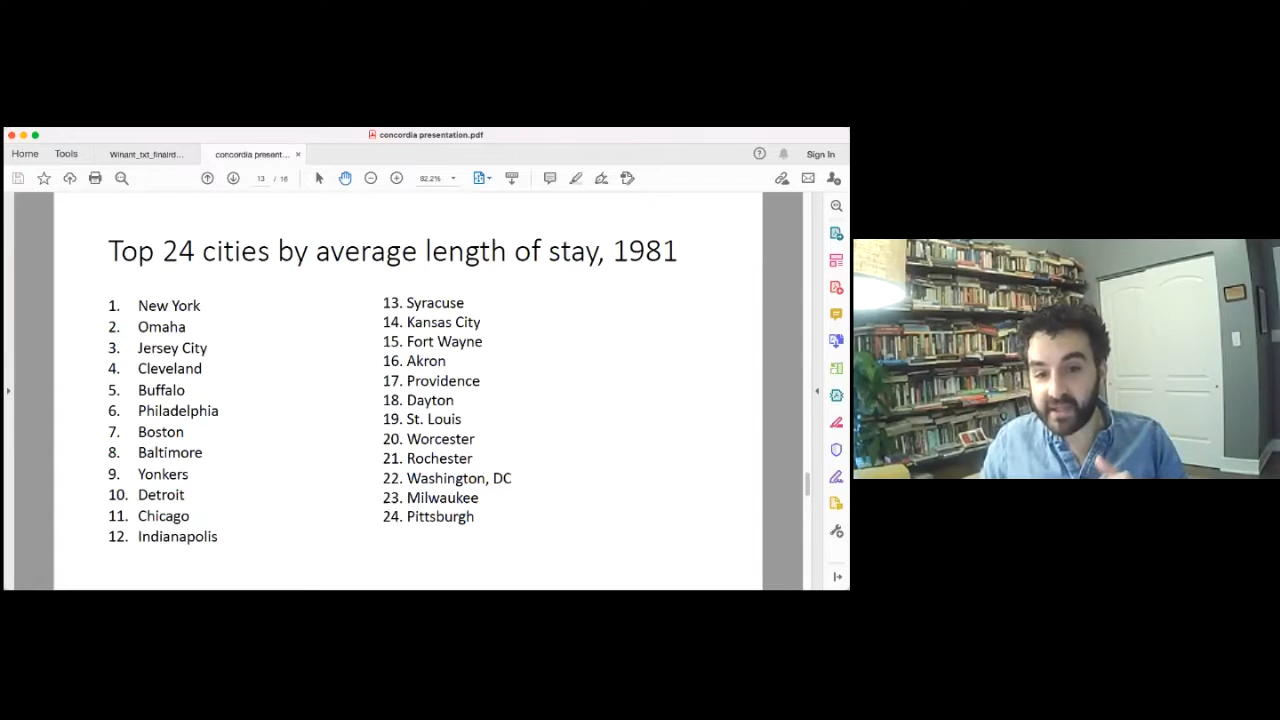 concordia presentation.pdf
Home Tools Winant_txt_finalrd... concordia present... × Sign In
13 / 16 82.2%
Top 24 cities by average length of stay, 1981
1. New York
2. Omaha
3. Jersey City
4. Cleveland
5. Buffalo
6. Philadelphia
7. Boston
8. Baltimore
9. Yonkers
10. Detroit
11. Chicago
12. Indianapolis
13. Syracuse
14. Kansas City
15. Fort Wayne
16. Akron
17. Providence
18. Dayton
19. St. Louis
20. Worcester
21. Rochester
22. Washington, DC
23. Milwaukee
24. Pittsburgh